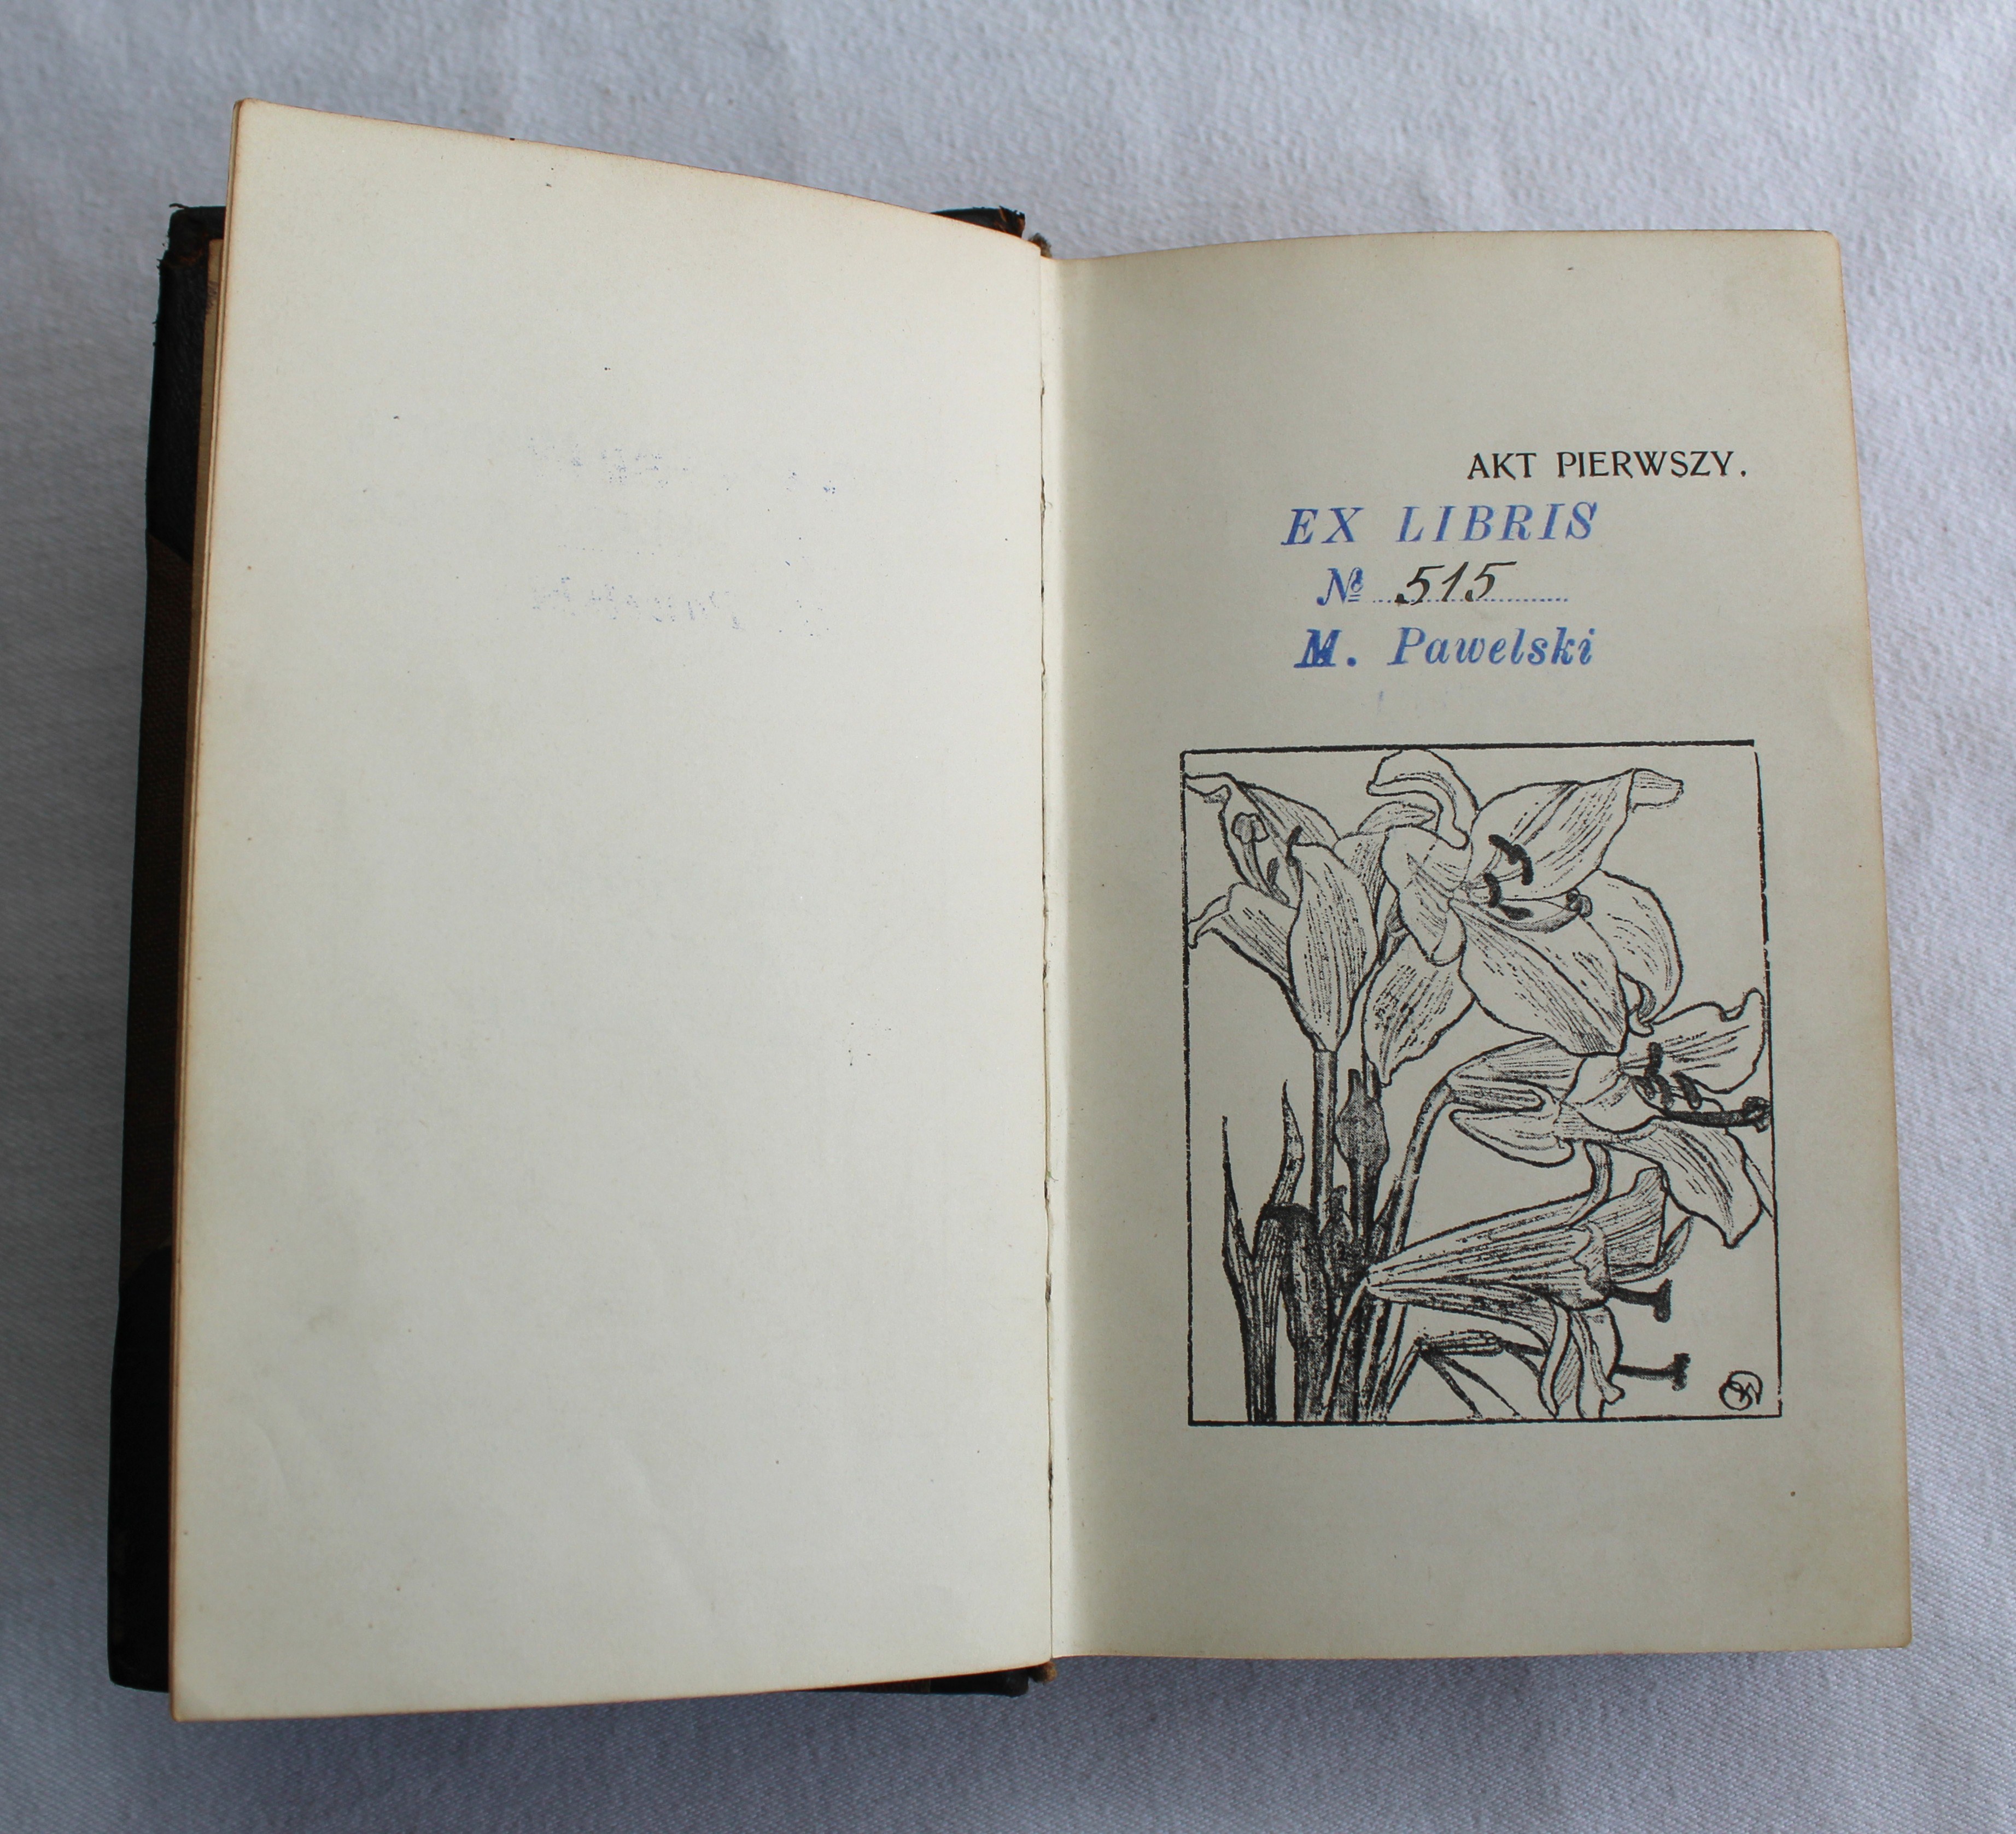 AKT PIERWSZY.
EX LIBRIS
№ 515
M. Pawelski